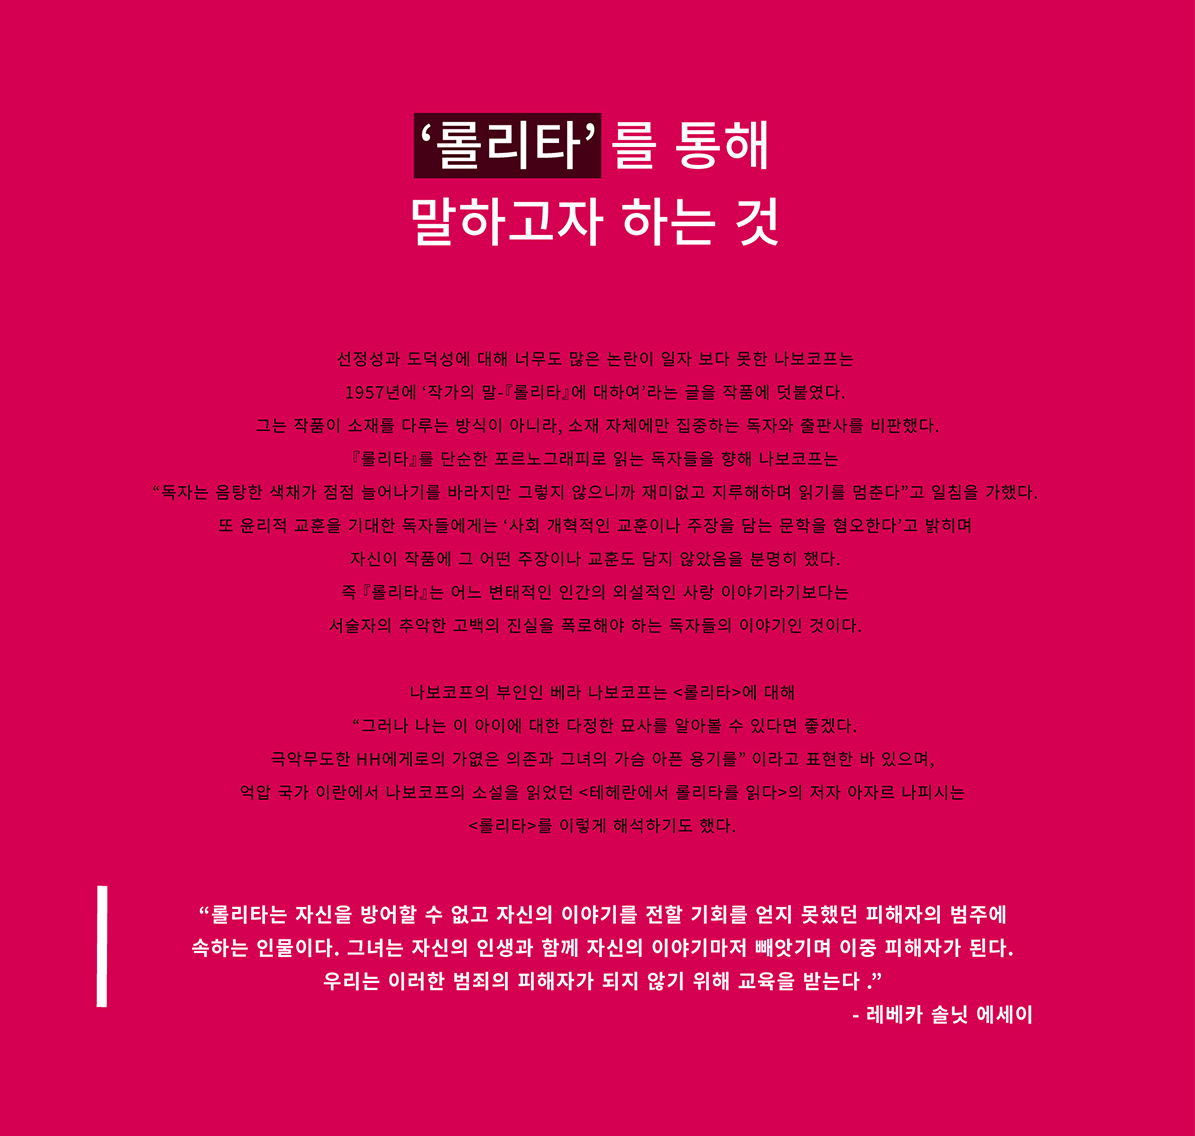 ‘롤리타’ 를 통해
말하고자 하는 것
선정성과 도덕성에 대해 너무도 많은 논란이 일자 보다 못한 나보코프는
1957년에 ‘작가의 말-『롤리타』에 대하여’라는 글을 작품에 덧붙였다.
그는 작품이 소재를 다루는 방식이 아니라, 소재 자체에만 집중하는 독자와 출판사를 비판했다.
『롤리타』를 단순한 포르노그래피로 읽는 독자들을 향해 나보코프는
“독자는 음탕한 색채가 점점 늘어나기를 바라지만 그렇지 않으니까 재미없고 지루해하며 읽기를 멈춘다”고 일침을 가했다.
또 윤리적 교훈을 기대한 독자들에게는 ‘사회 개혁적인 교훈이나 주장을 담는 문학을 혐오한다’고 밝히며
자신이 작품에 그 어떤 주장이나 교훈도 담지 않았음을 분명히 했다.
즉 『롤리타』는 어느 변태적인 인간의 외설적인 사랑 이야기라기보다는
서술자의 추악한 고백의 진실을 폭로해야 하는 독자들의 이야기인 것이다.
나보코프의 부인인 베라 나보코프는 <롤리타>에 대해
“그러나 나는 이 아이에 대한 다정한 묘사를 알아볼 수 있다면 좋겠다.
극악무도한 HH에게로의 가엾은 의존과 그녀의 가슴 아픈 용기를” 이라고 표현한 바 있으며,
억압 국가 이란에서 나보코프의 소설을 읽었던 <테헤란에서 롤리타를 읽다>의 저자 아자르 나피시는
<롤리타>를 이렇게 해석하기도 했다.
“롤리타는 자신을 방어할 수 없고 자신의 이야기를 전할 기회를 얻지 못했던 피해자의 범주에
속하는 인물이다. 그녀는 자신의 인생과 함께 자신의 이야기마저 빼앗기며 이중 피해자가 된다.
우리는 이러한 범죄의 피해자가 되지 않기 위해 교육을 받는다 .”
- 레베카 솔닛 에세이